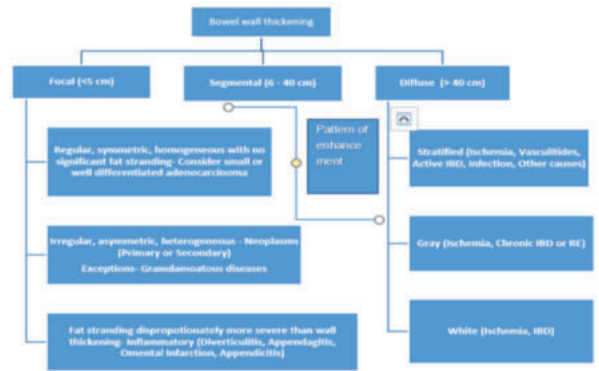 Bowel wall thickening
Focal (<5 cm)
Segmental (6 - 40 cm)
Diffuse (> 40 cm)
Regular, symmetric, homogeneous with no
significant fat stranding- Consider small or
well differentiated adenocarcinoma
Irregular, asymmetric, heterogeneous - Neoplasms
(Primary or Secondary)
Exceptions- Granulamoatous diseases
Fat stranding dispropotionately more severe than wall
thickening- Inflammatory (Diverticulitis, Appendagitis,
Omental Infarction, Appendicitis)
Pattern of
enhance
ment
Stratified (Ischemia, Vasculitides,
Active IBD, Infection, Other causes)
Gray (Ischemia, Chronic IBD or RE)
White (Ischemia, IBD)